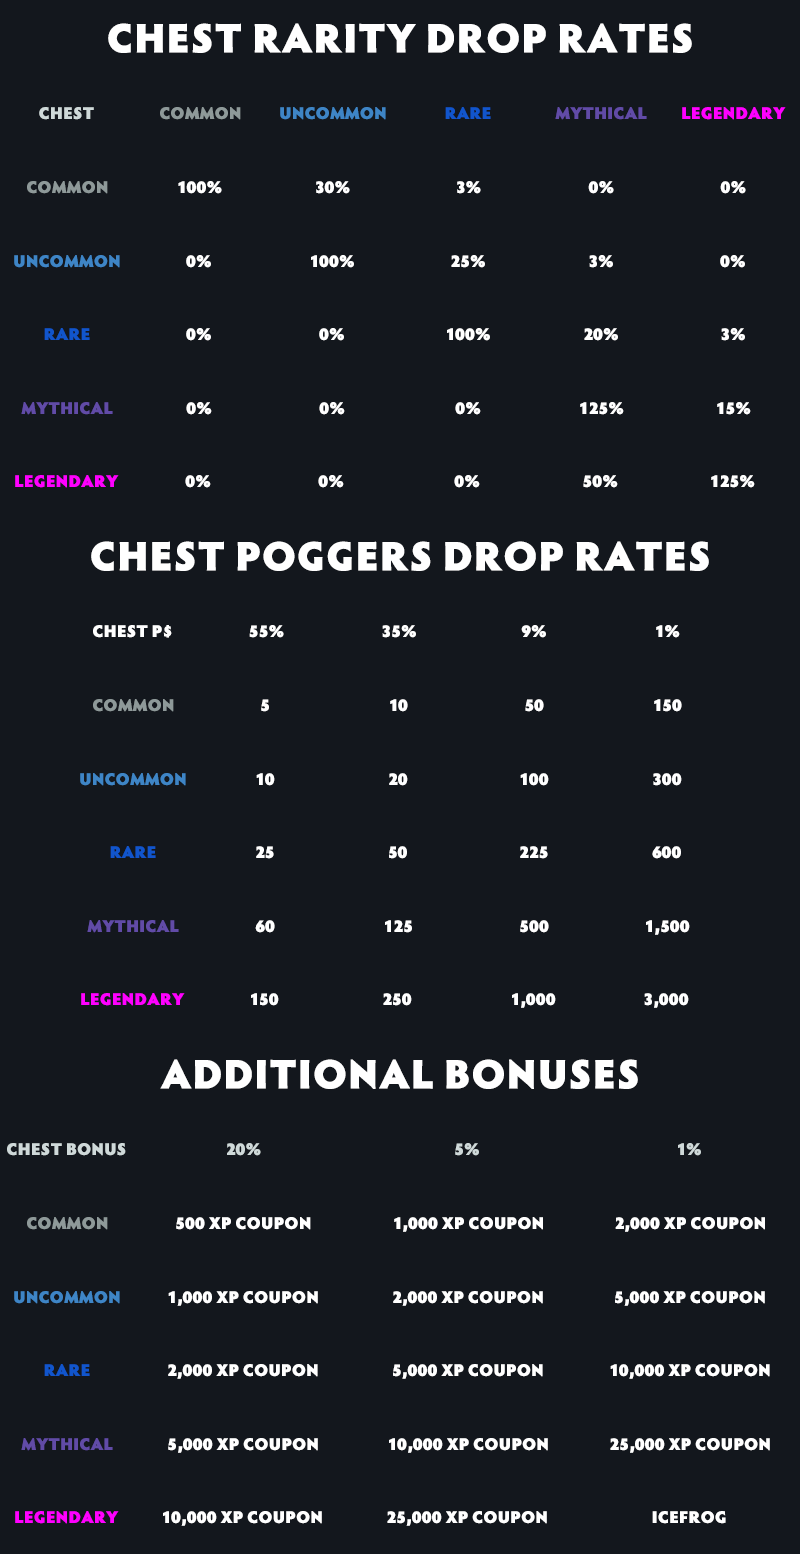 CHEST RARITY DROP RATES
CHEST COMMON UNCOMMON RARE MYTHICAL LEGENDARY
COMMON 100% 30% 3% 0% 0%
UNCOMMON 0% 100% 25% 3% 0%
RARE 0% 0% 100% 20% 3%
MYTHICAL 0% 0% 0% 125% 15%
LEGENDARY 0% 0% 0% 50% 125%
CHEST POGGERS DROP RATES
CHEST P$ 55% 35% 9% 1%
COMMON 5 10 50 150
UNCOMMON 10 20 100 300
RARE 25 50 225 600
MYTHICAL 60 125 500 1,500
LEGENDARY 150 250 1,000 3,000
ADDITIONAL BONUSES
CHEST BONUS 20% 5% 1%
COMMON 500 XP COUPON 1,000 XP COUPON 2,000 XP COUPON
UNCOMMON 1,000 XP COUPON 2,000 XP COUPON 5,000 XP COUPON
RARE 2,000 XP COUPON 5,000 XP COUPON 10,000 XP COUPON
MYTHICAL 5,000 XP COUPON 10,000 XP COUPON 25,000 XP COUPON
LEGENDARY 10,000 XP COUPON 25,000 XP COUPON ICEFROG